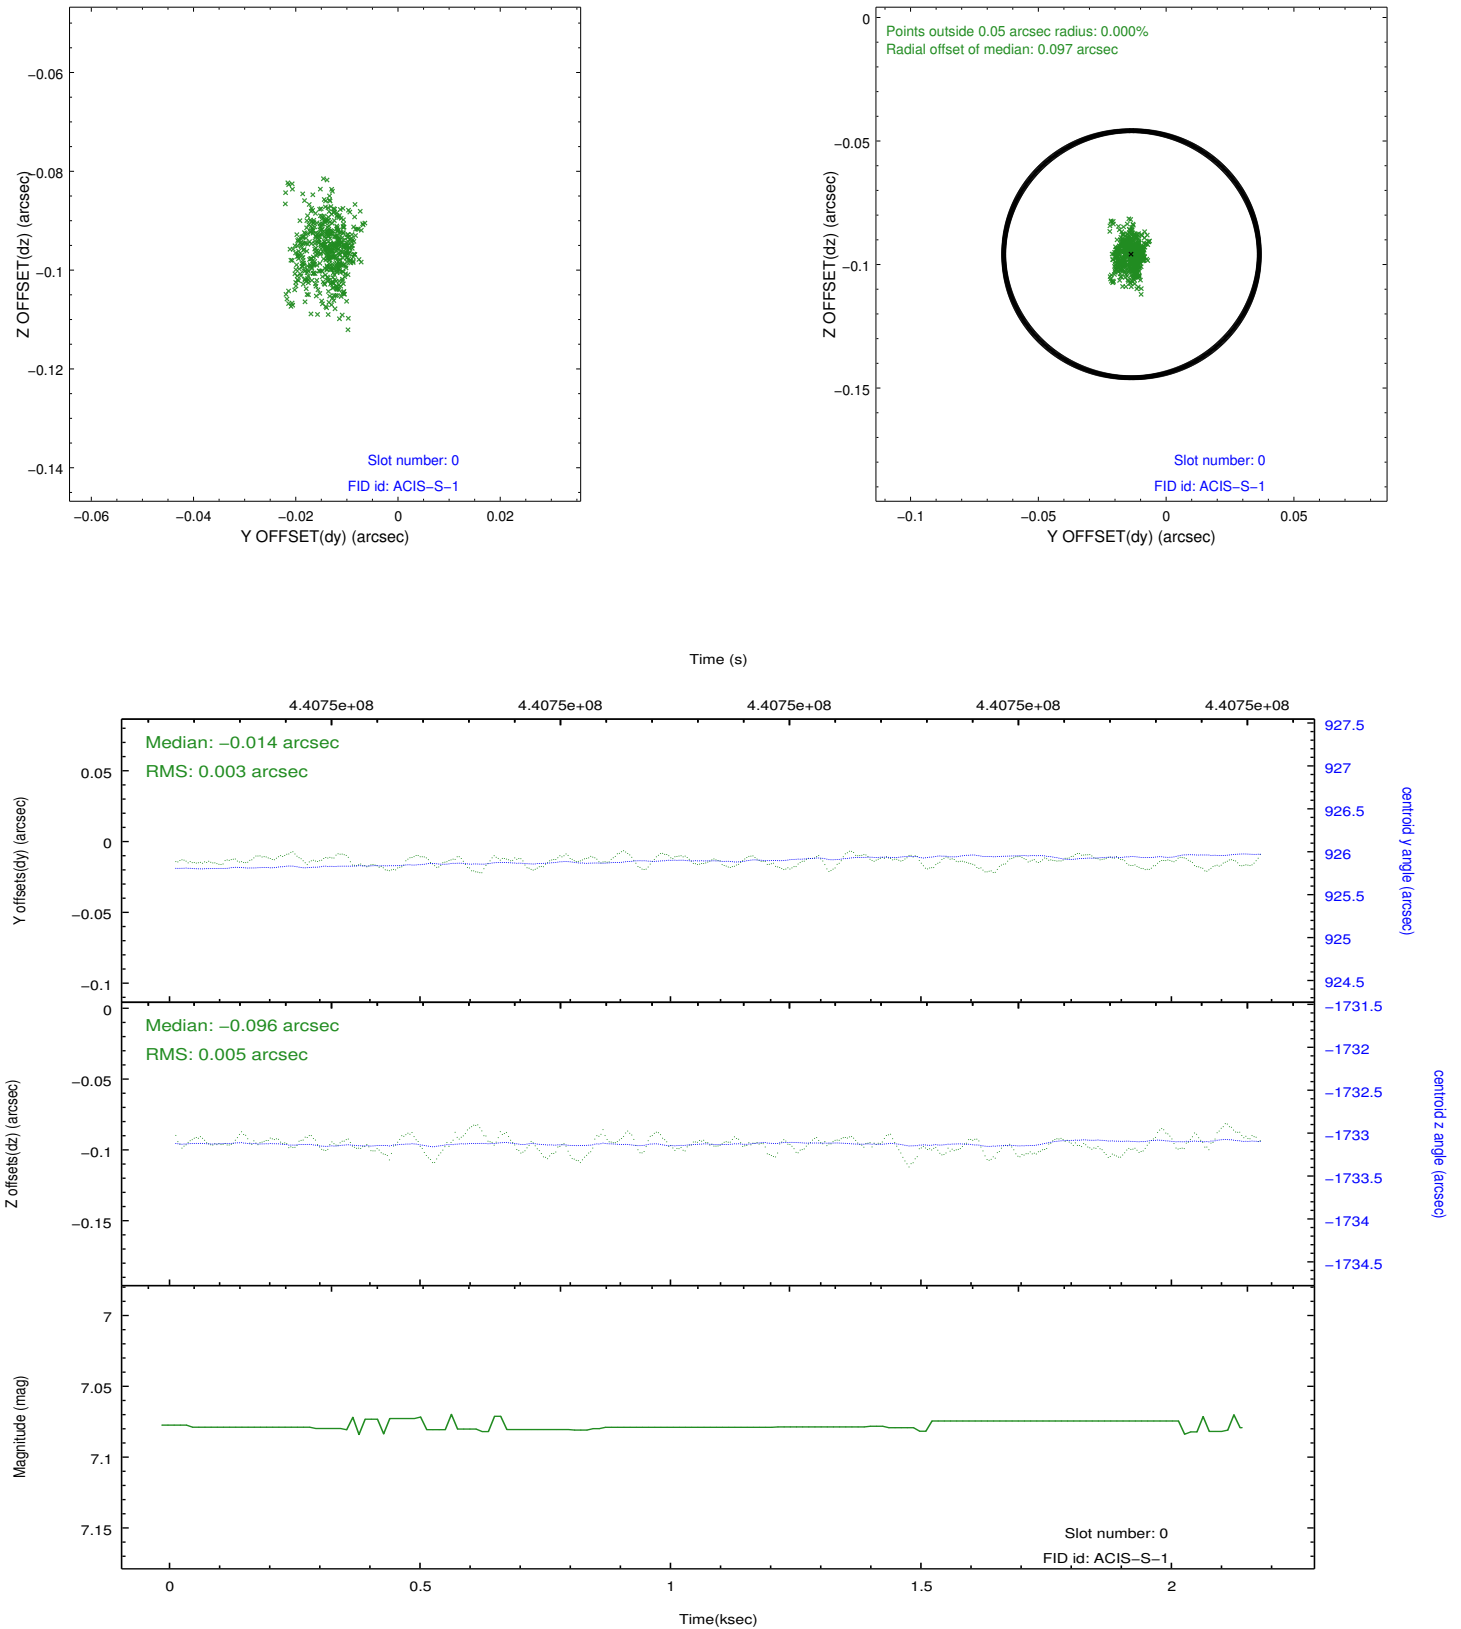 −0.06
−0.08
−0.1
−0.12
−0.14
Z OFFSET(dz) (arcsec)
Slot number: 0
FID id: ACIS−S−1
−0.06
−0.04
−0.02
0
0.02
Y OFFSET(dy) (arcsec)
Points outside 0.05 arcsec radius: 0.000%
Radial offset of median: 0.097 arcsec
0
−0.05
−0.1
−0.15
Z OFFSET(dz) (arcsec)
Slot number: 0
FID id: ACIS−S−1
−0.1
−0.05
0
0.05
Y OFFSET(dy) (arcsec)
Time (s)
4.4075e+08
4.4075e+08
4.4075e+08
4.4075e+08
4.4075e+08
Median: −0.014 arcsec
RMS: 0.003 arcsec
0.05
0
−0.05
−0.1
Y offsets(dy) (arcsec)
927.5
927
926.5
926
925.5
925
924.5
centroid y angle (arcsec)
Median: −0.096 arcsec
RMS: 0.005 arcsec
0
−0.05
−0.1
−0.15
Z offsets(dz) (arcsec)
−1731.5
−1732
−1732.5
−1733
−1733.5
−1734
−1734.5
centroid z angle (arcsec)
7
7.05
7.1
7.15
Magnitude (mag)
Slot number: 0
FID id: ACIS−S−1
0
0.5
1
1.5
2
Time(ksec)